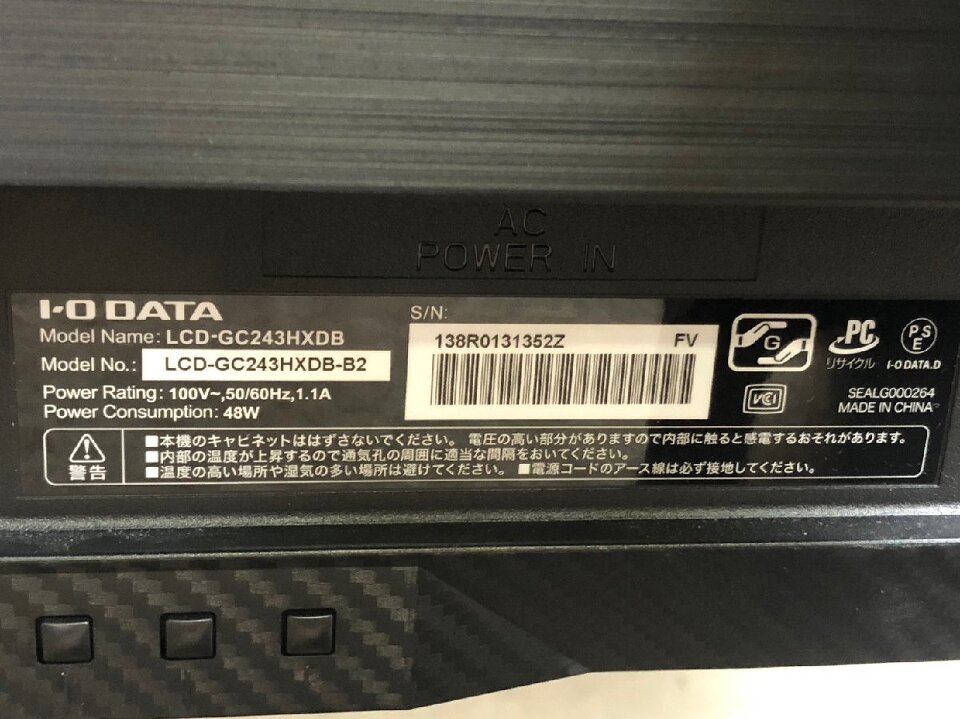 AC
POWER IN
I-O DATA
Model Name: LCD-GC243HXDB
Model No.: LCD-GC243HXDB-B2
Power Rating: 100V~,50/60Hz,1.1A
Power Consumption: 48W
S/N:
138R0131352Z FV
G
PC
リサイクル
PSE
I-O DATA.D
VCCI
SEALG000264
MADE IN CHINA
警告
■本機のキャビネットははずさないでください。 電圧の高い部分がありますので内部に触ると感電するおそれがあります。
■内部の温度が上昇するので通気孔の周囲に適当な間隔をおいてください。
■温度の高い場所や湿気の多い場所は避けてください。 ■電源コードのアース線は必ず接地してください。